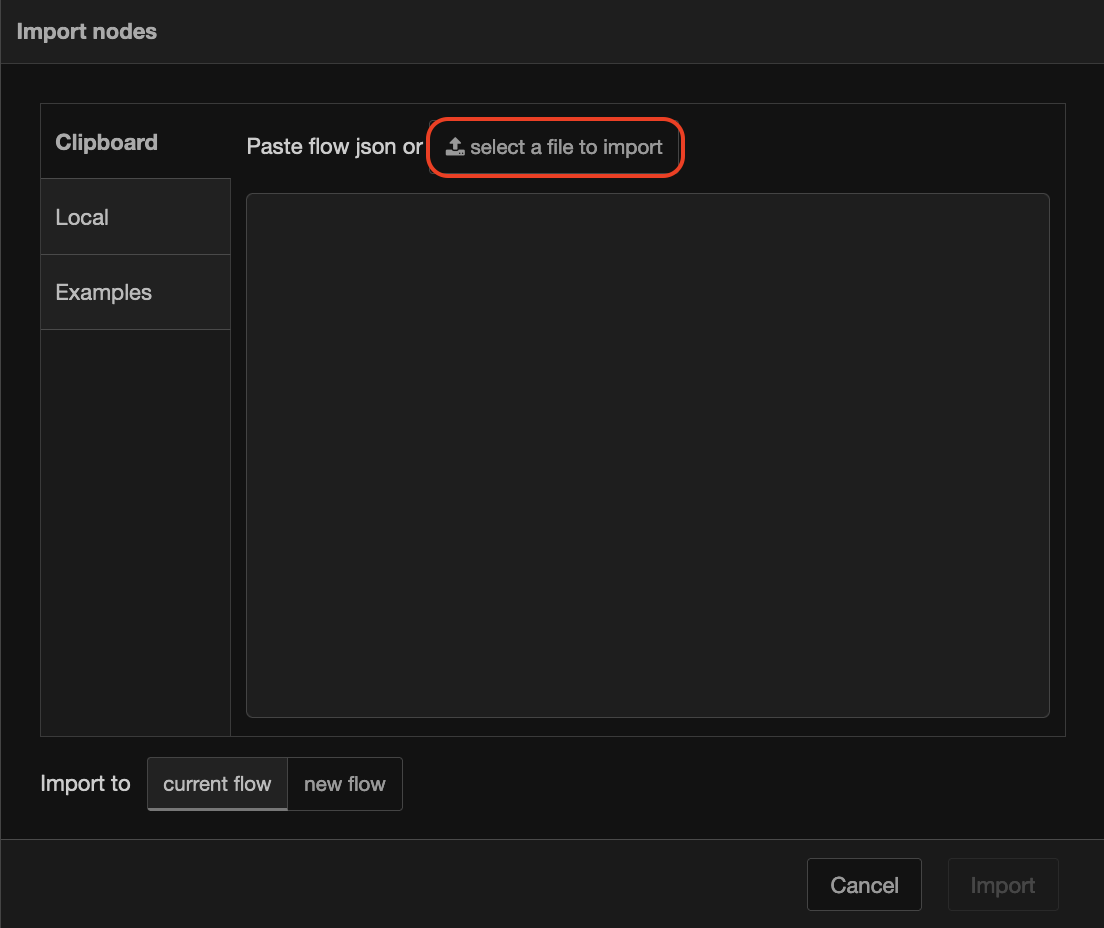 Import nodes
Clipboard
Paste flow json or select a file to import
Local
Examples
Import to current flow new flow
Cancel Import